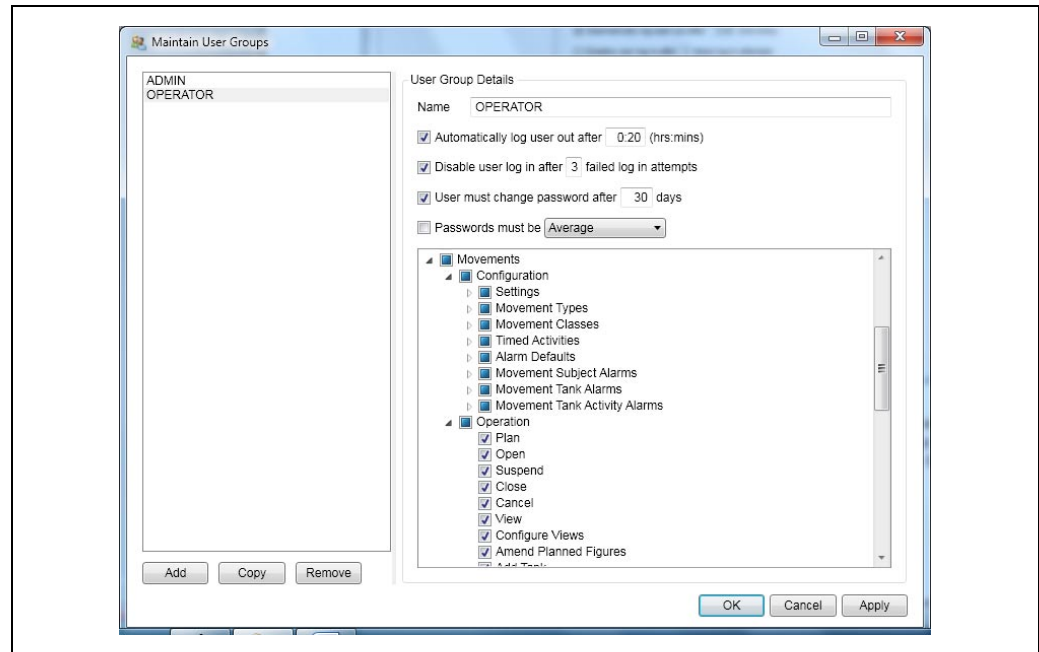 Maintain User Groups
ADMIN
OPERATOR
User Group Details
Name OPERATOR
Automatically log user out after 0:20 (hrs:mins)
Disable user log in after 3 failed log in attempts
User must change password after 30 days
Passwords must be Average
Movements
Configuration
Settings
Movement Types
Movement Classes
Timed Activities
Alarm Defaults
Movement Subject Alarms
Movement Tank Alarms
Movement Tank Activity Alarms
Operation
Plan
Open
Suspend
Close
Cancel
View
Configure Views
Amend Planned Figures
Add Tank
Add Copy Remove
OK Cancel Apply